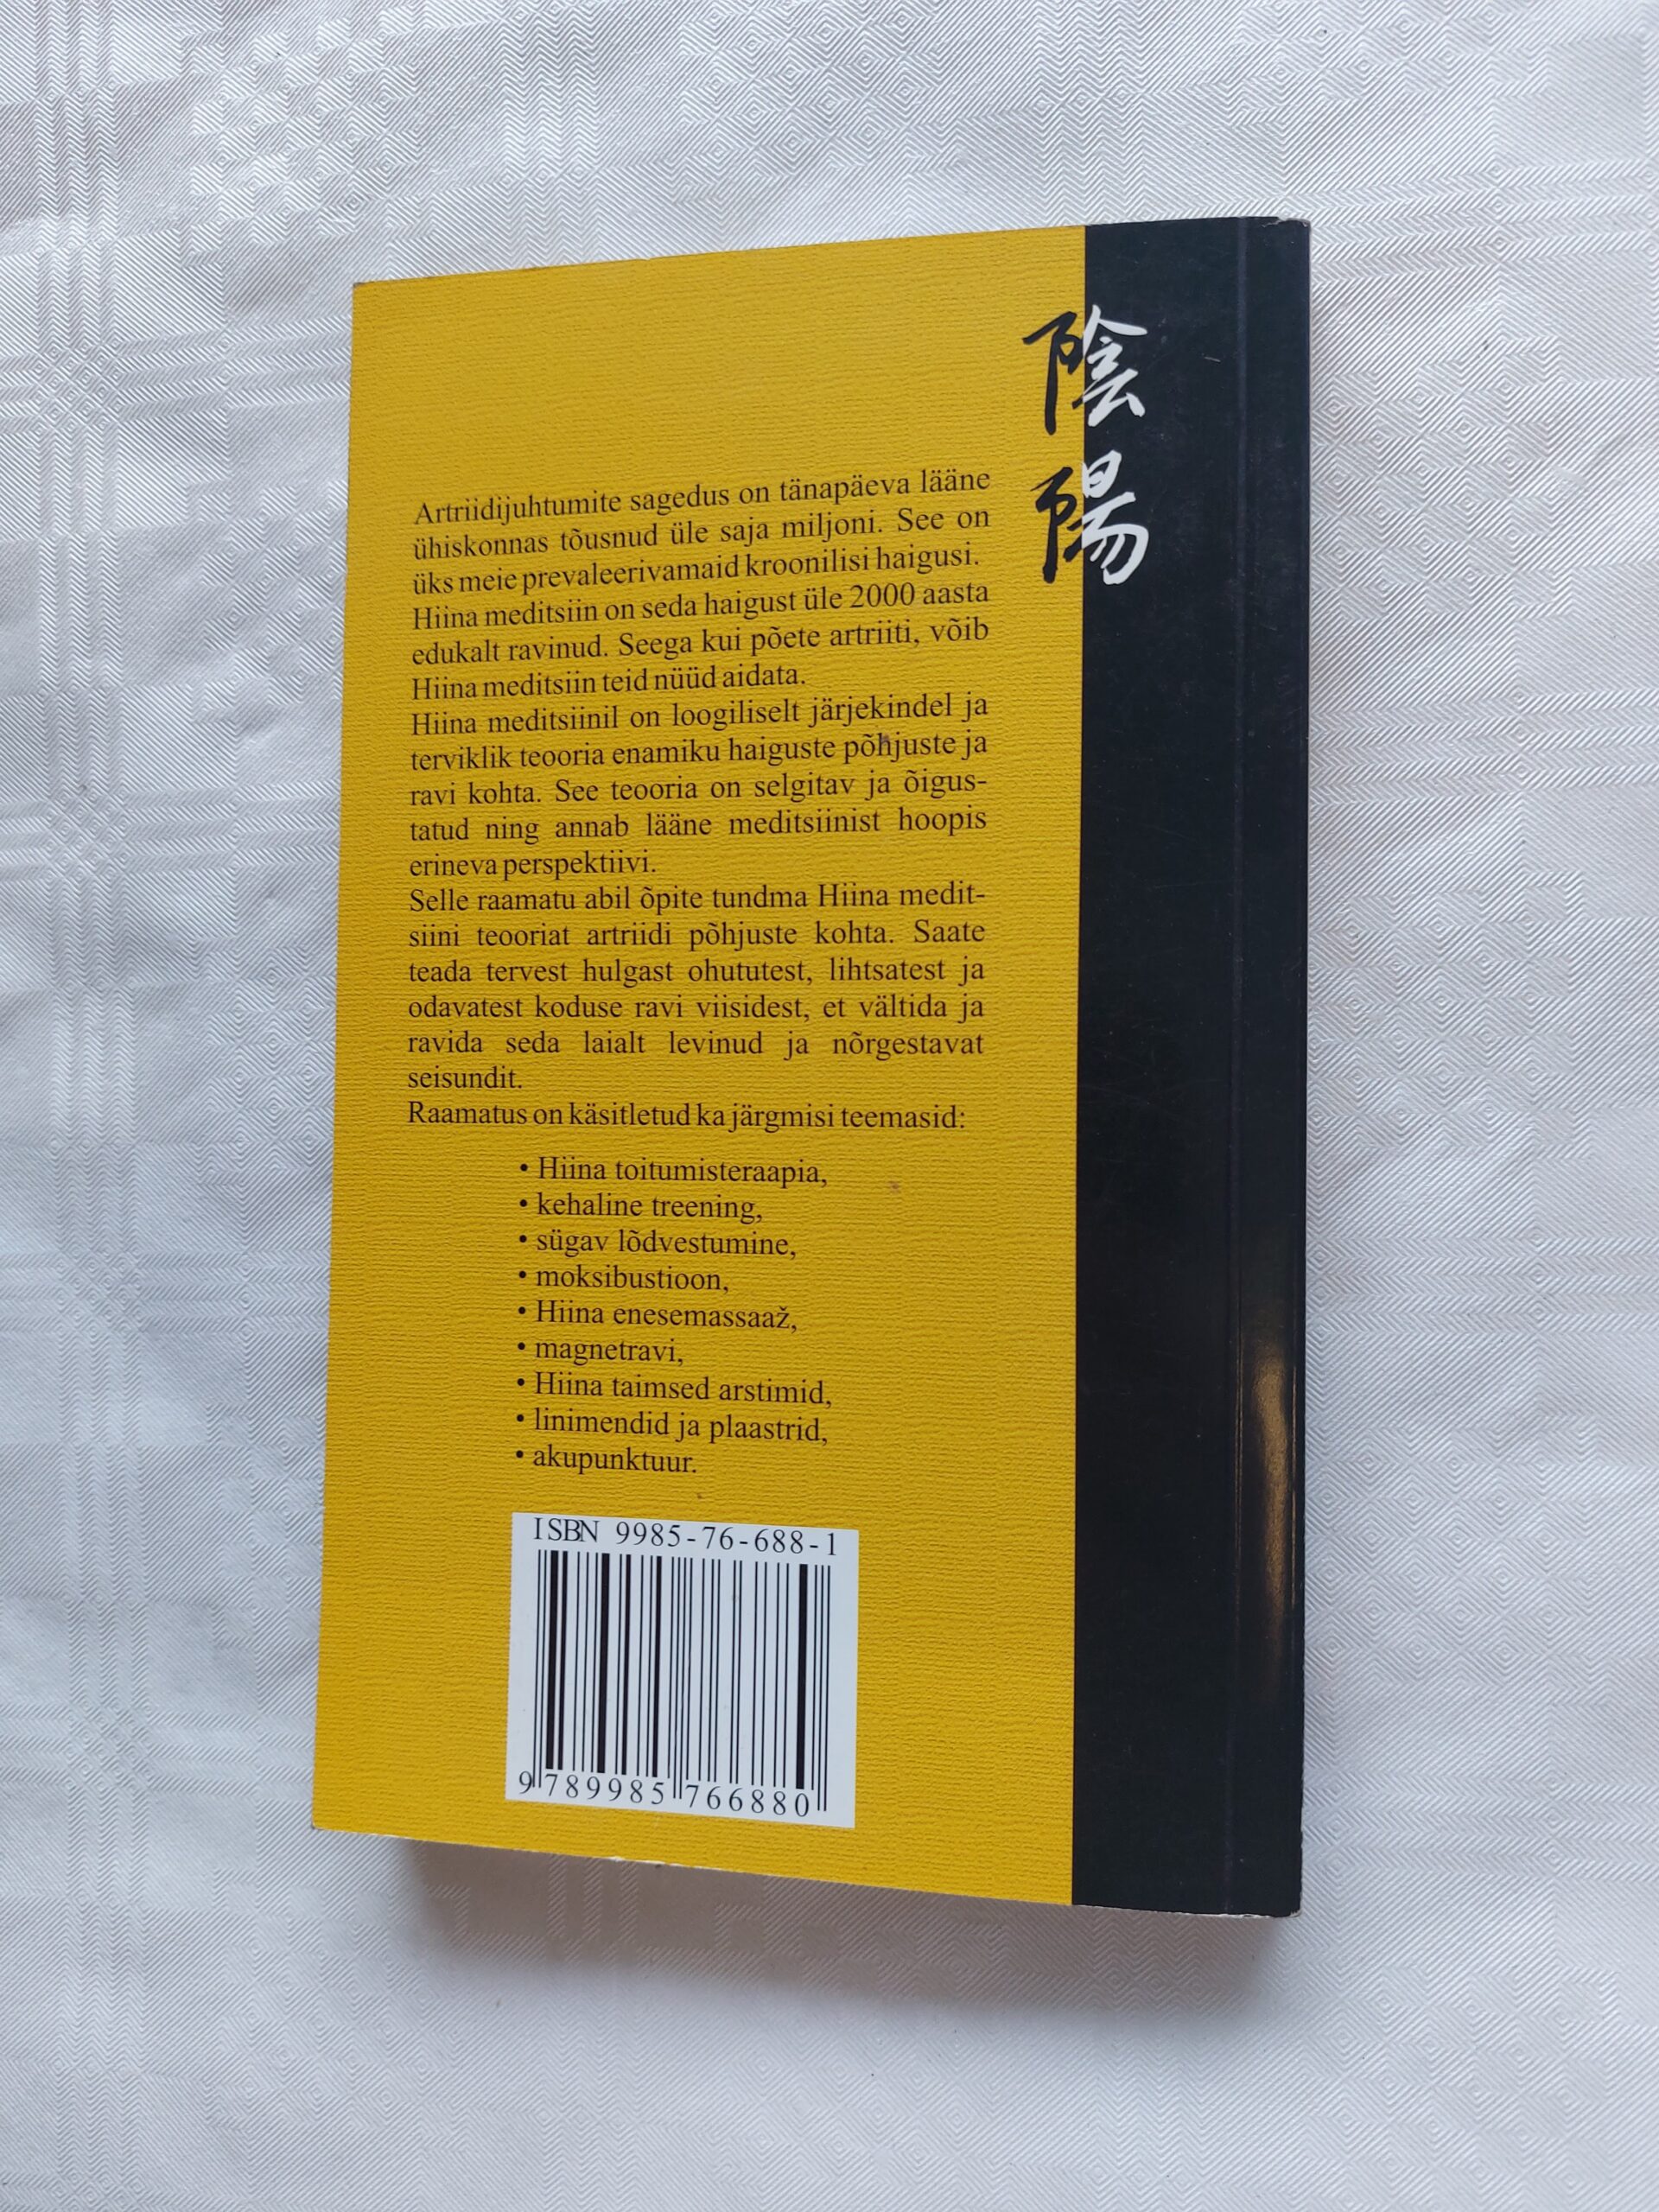 陰
陽
Artriidijuhtumite sagedus on tänapäeva lääne
ühiskonnas tõusnud üle saja miljoni. See on
üks meie prevaleerivamaid kroonilisi haigusi.
Hiina meditsiin on seda haigust üle 2000 aasta
edukalt ravinud. Seega kui põete artriiti, võib
Hiina meditsiin teid nüüd aidata.
Hiina meditsiinil on loogiliselt järjekindel ja
terviklik teooria enamiku haiguste põhjuste ja
ravi kohta. See teooria on selgitav ja õigus-
tatud ning annab lääne meditsiinist hoopis
erineva perspektiivi.
Selle raamatu abil õpite tundma Hiina medit-
siini teooriat artriidi põhjuste kohta. Saate
teada tervest hulgast ohututest, lihtsatest ja
odavatest koduse ravi viisidest, et vältida ja
ravida seda laialt levinud ja nõrgestavat
seisundit.
Raamatus on käsitletud ka järgmisi teemasid:
• Hiina toitumisteraapia,
• kehaline treening,
• sügav lõdvestumine,
• moksibustioon,
• Hiina enesemassaaž,
• magnetravi,
• Hiina taimsed arstimid,
• linimendid ja plaastrid,
• akupunktuur.
ISBN 9985-76-688-1
9 789985 766880